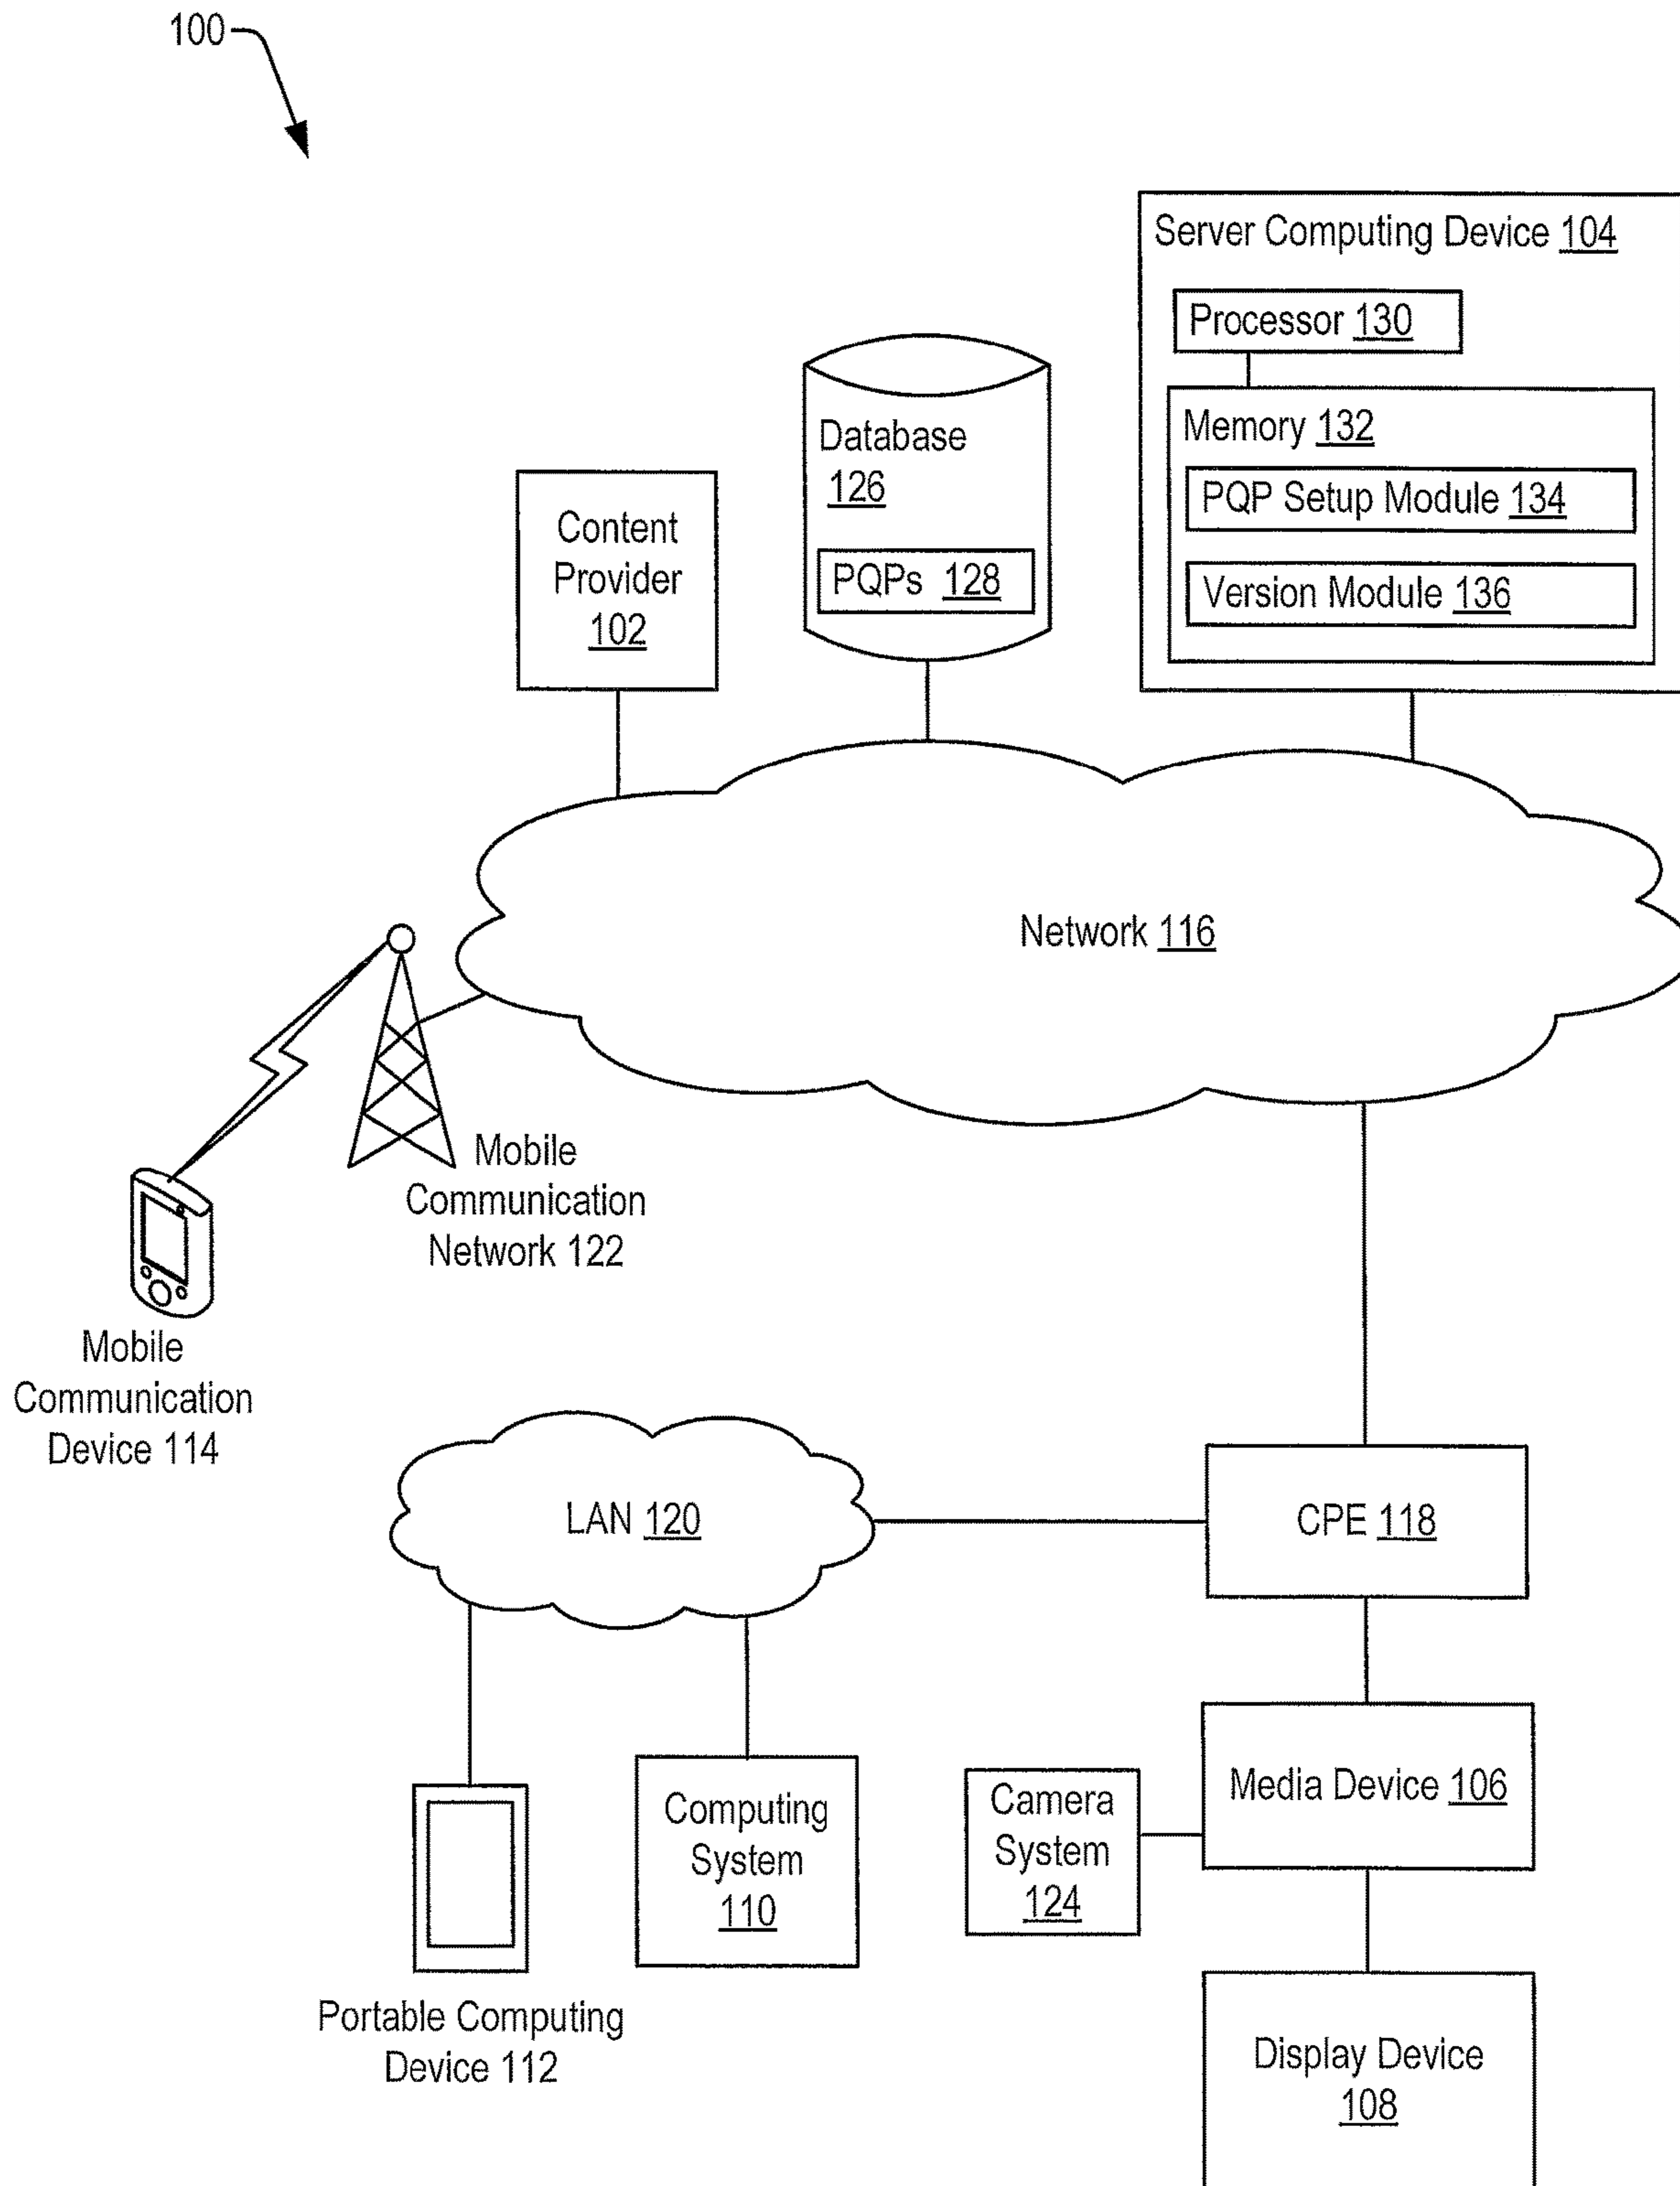 100
Server Computing Device 104
Processor 130
Memory 132
PQP Setup Module 134
Version Module 136
Database
126
PQPs 128
Content
Provider
102
Network 116
Mobile
Communication
Network 122
Mobile
Communication
Device 114
LAN 120
CPE 118
Media Device 106
Camera
System
124
Computing
System
110
Portable Computing
Device 112
Display Device
108